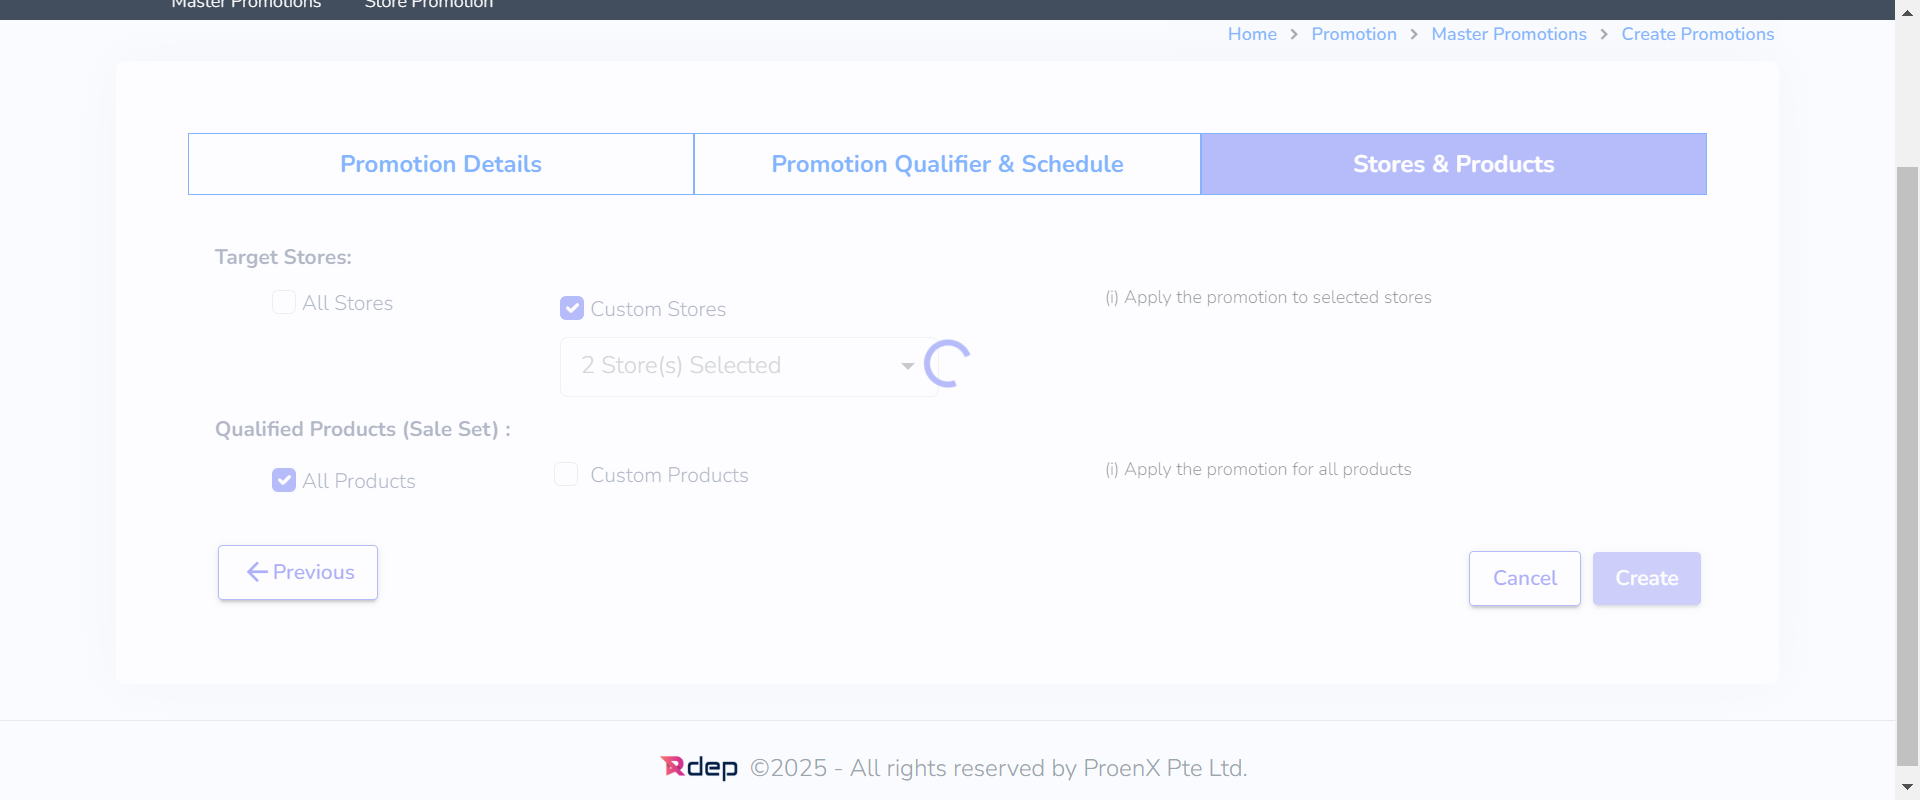 Master Promotions Store Promotion
Home > Promotion > Master Promotions > Create Promotions
Promotion Details Promotion Qualifier & Schedule Stores & Products
Target Stores:
All Stores Custom Stores (i) Apply the promotion to selected stores
2 Store(s) Selected
Qualified Products (Sale Set) :
All Products Custom Products (i) Apply the promotion for all products
Previous Cancel Create
Rdep ©2025 - All rights reserved by ProenX Pte Ltd.